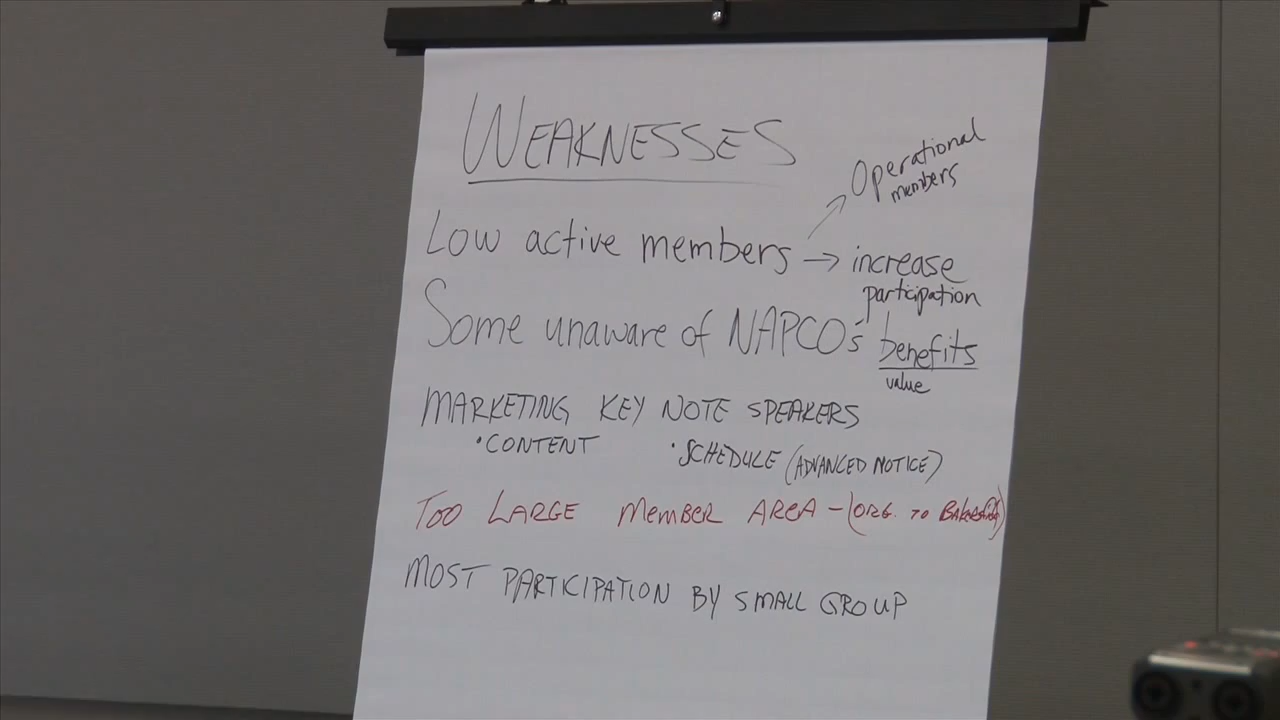 WEAKNESSES
Operational
members
Low active members → increase
participation
Some unaware of NAPCO's benefits
value
MARKETING KEY NOTE SPEAKERS
• CONTENT • SCHEDULE (ADVANCED NOTICE)
TOO LARGE MEMBER AREA - (ORG. TO
MOST PARTICIPATION BY SMALL GROUP